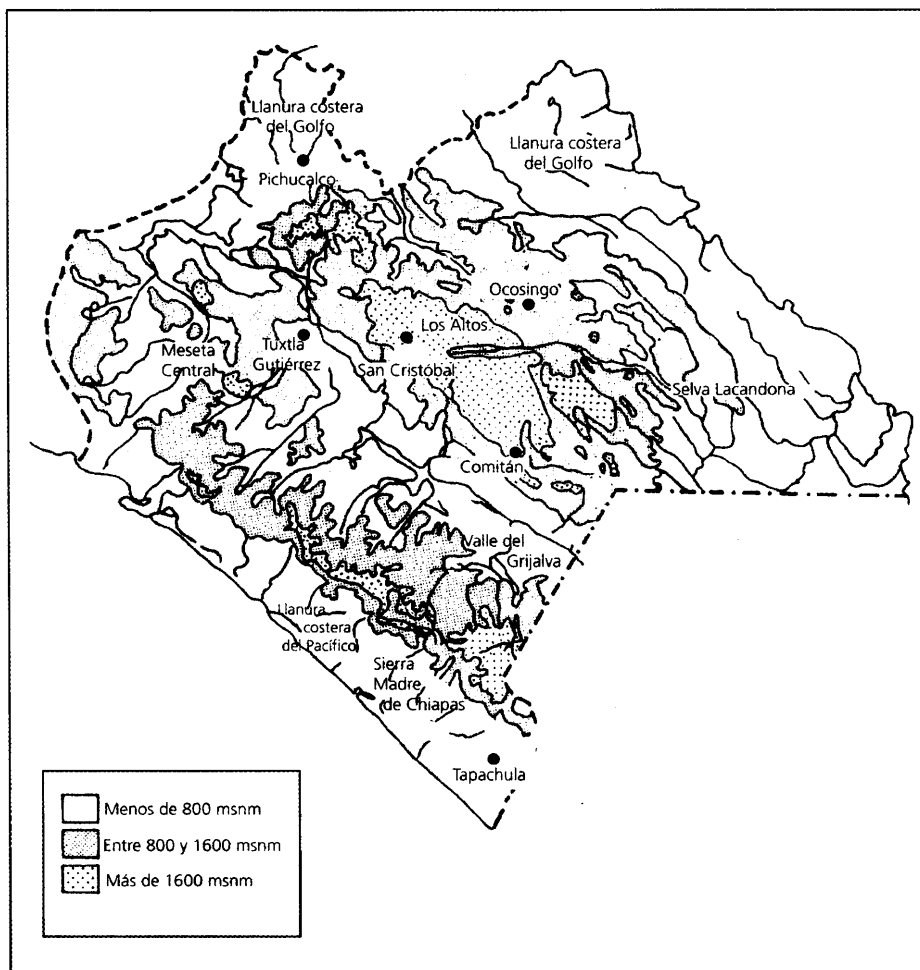 Llanura costera
del Golfo
Pichucalco
Llanura costera
del Golfo
Ocosingo
Los Altos
Meseta
Central
Tuxtla
Gutiérrez
San Cristóbal
Selva Lacandona
Comitán
Valle del
Grijalva
Llanura
costera
del Pacífico
Sierra
Madre
de Chiapas
Tapachula
Menos de 800 msnm
Entre 800 y 1600 msnm
Más de 1600 msnm